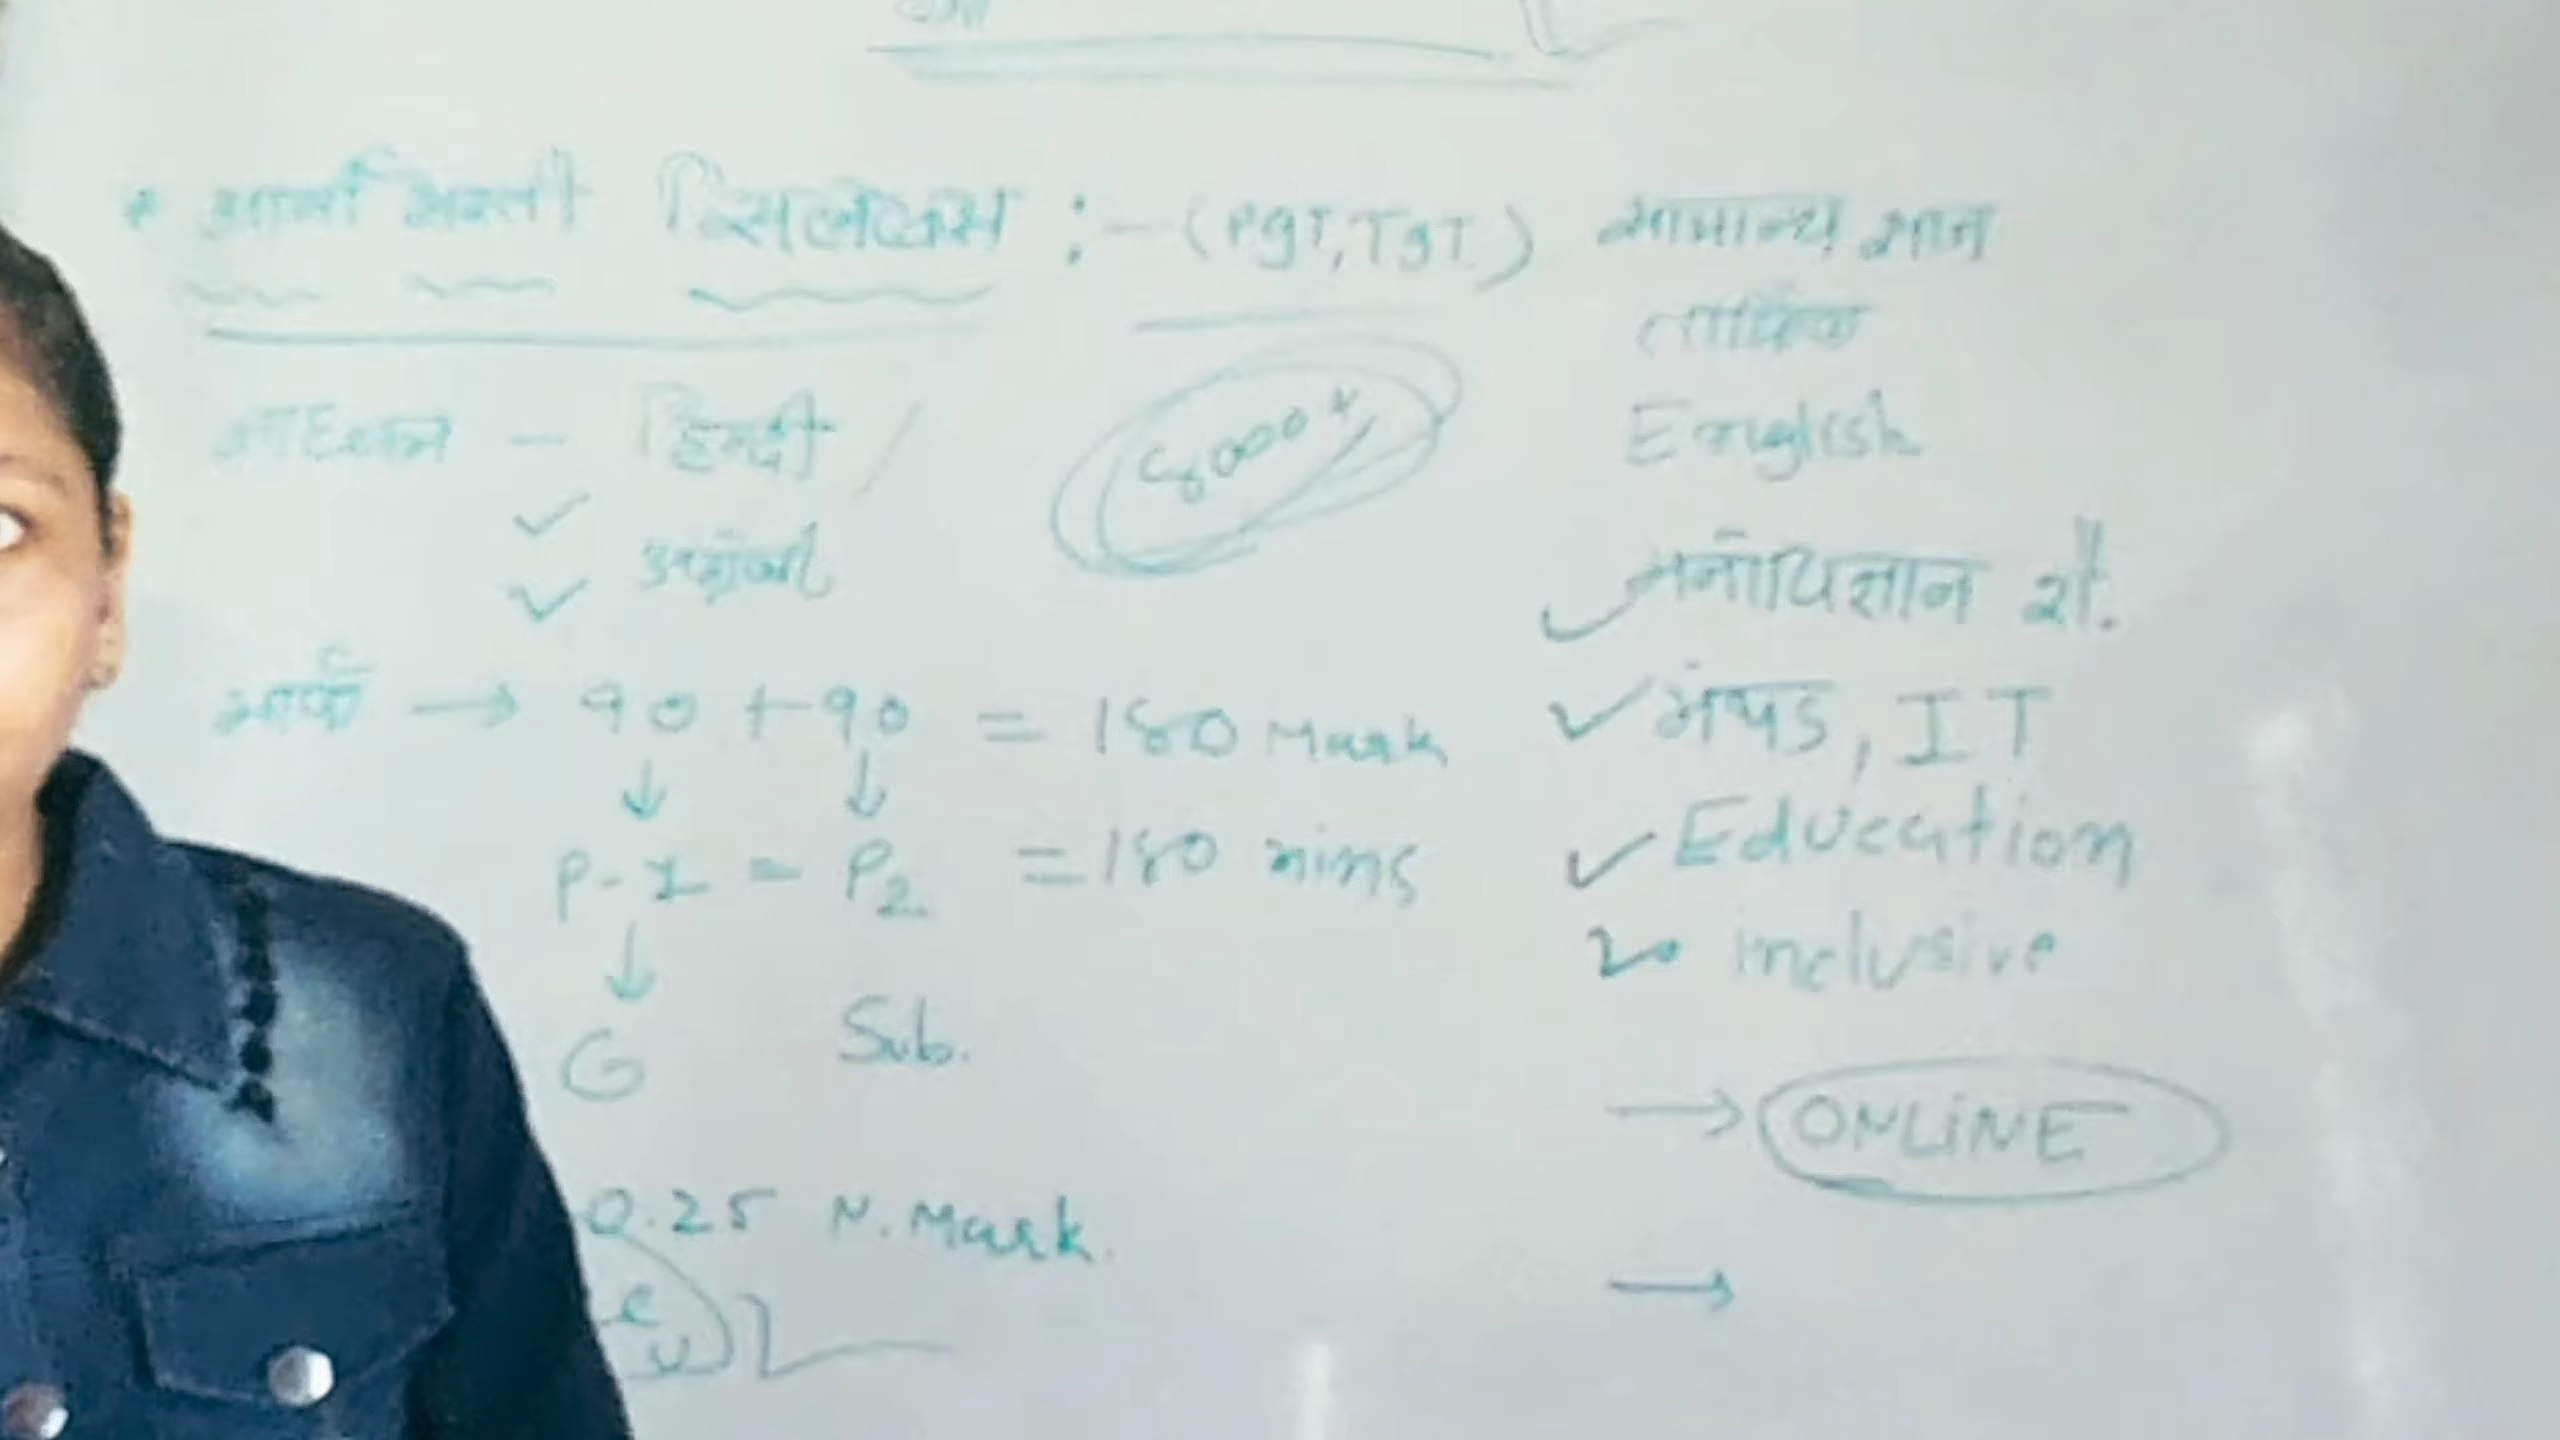 * आर्मी भर्ती सिलेबस :- (PgT, TgT)
माध्यम - हिन्दी /
अंग्रेजी
मार्क → 90 + 90 = 180 Mark
↓ ↓
P-1 = P2 = 180 mins
↓
G Sub.
0.25 N. Mark.
सामान्य ज्ञान
तार्किक
English
✓ मनोविज्ञान शै.
✓ कंप्यु, IT
✓ Education
✓ inclusive
→ ONLINE
→